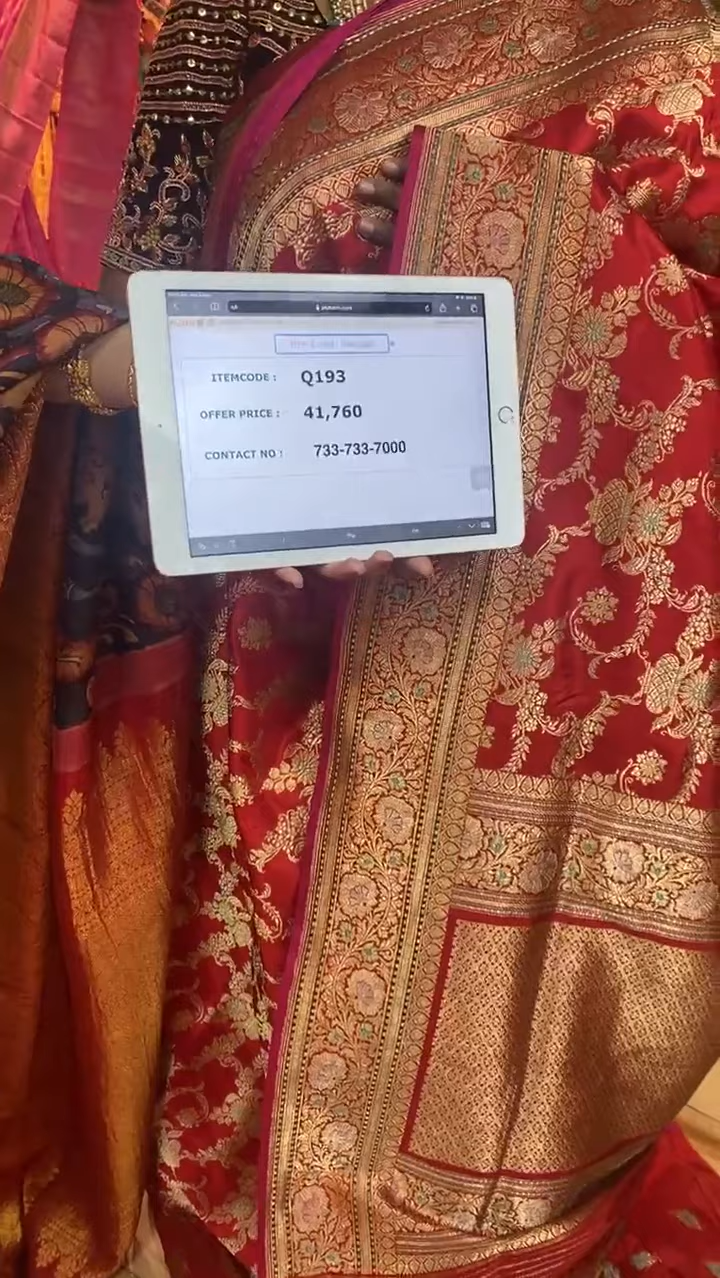 ITEMCODE : Q193
OFFER PRICE : 41,760
CONTACT NO : 733-733-7000